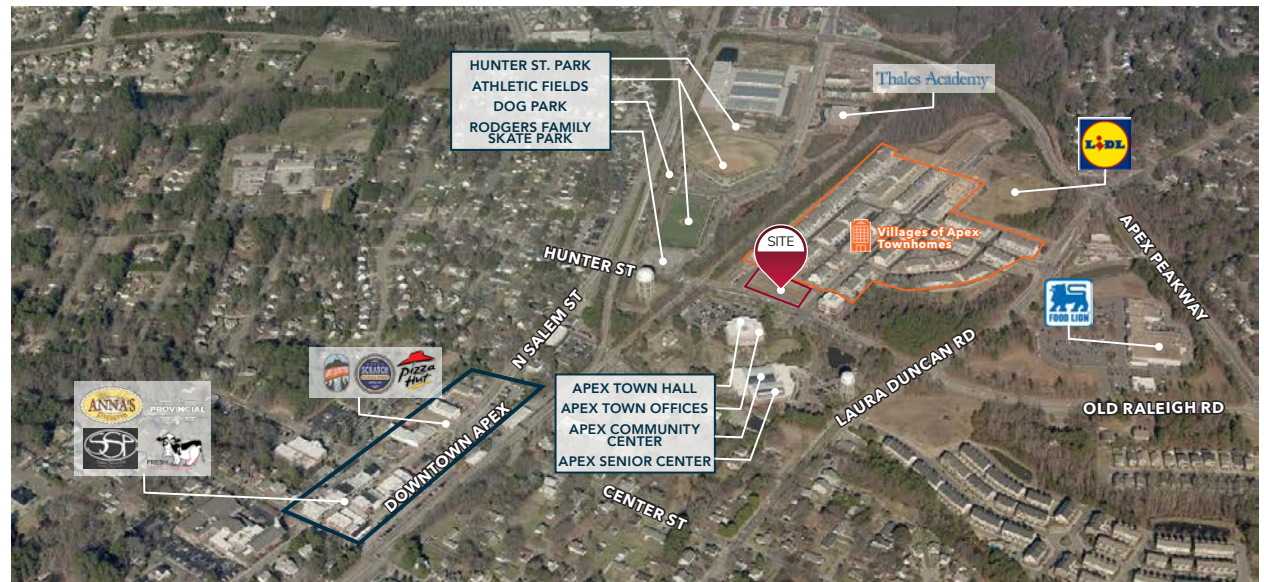 HUNTER ST. PARK
ATHLETIC FIELDS
DOG PARK
RODGERS FAMILY
SKATE PARK
Thales Academy
LIDL
SITE
Villages of Apex
Townhomes
HUNTER ST
APEX PEAKWAY
FOOD LION
N SALEM ST
SCRATCH
Pizza
Hut
APEX TOWN HALL
APEX TOWN OFFICES
APEX COMMUNITY
CENTER
APEX SENIOR CENTER
LAURA DUNCAN RD
OLD RALEIGH RD
ANNA'S
PROVINCIAL
FRESH
DOWNTOWN APEX
CENTER ST